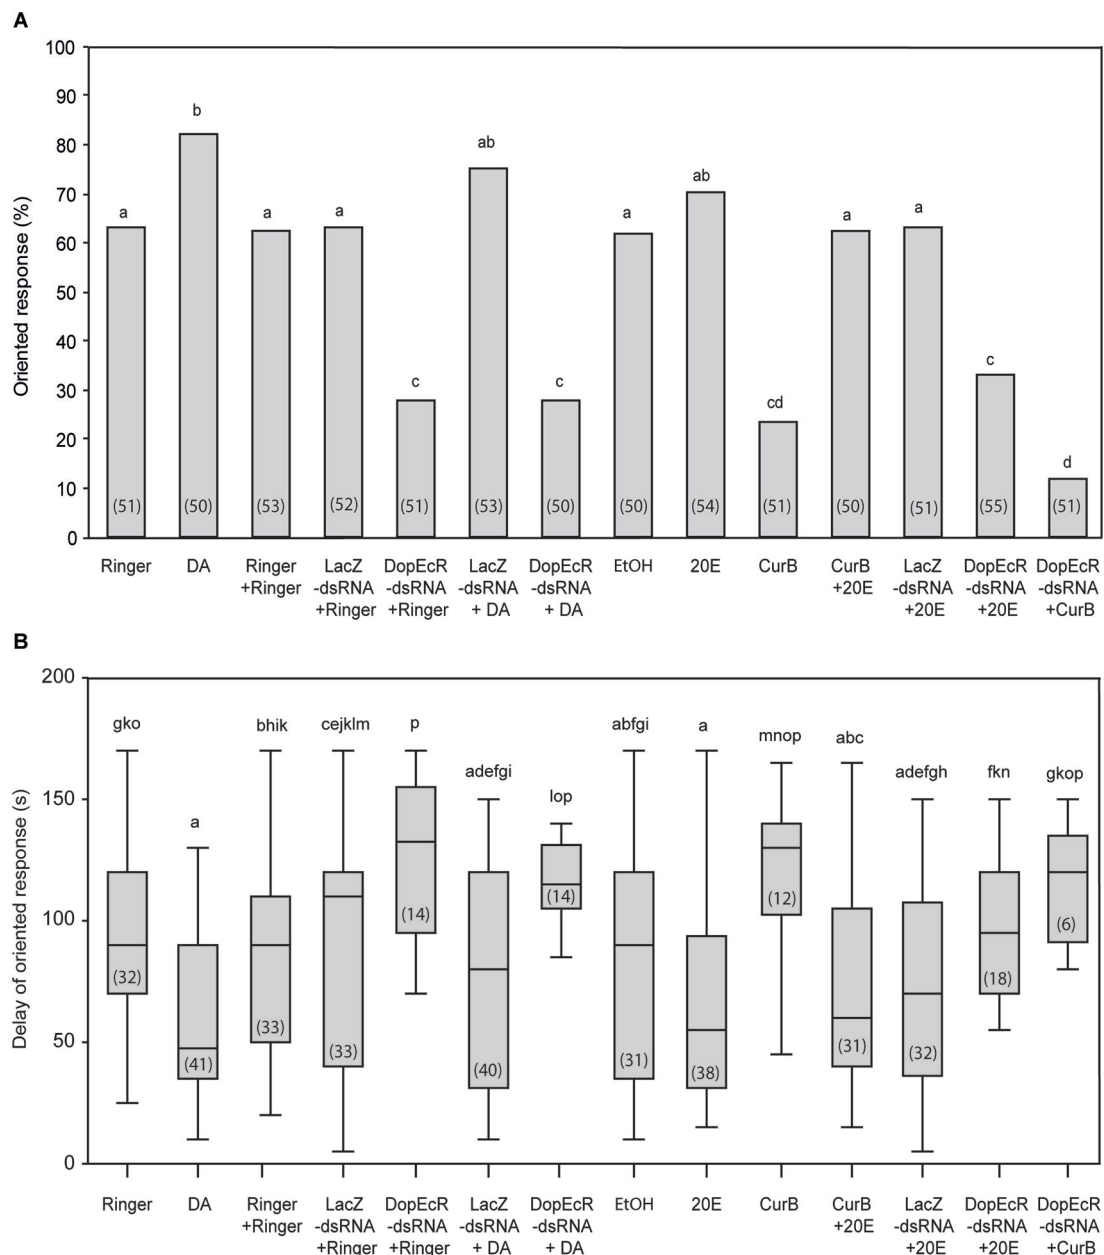 A
100
90
80
70
60
50
40
30
20
10
0
Oriented response (%)
a
b
a
a
c
ab
c
a
ab
cd
a
a
c
d
(51)
(50)
(53)
(52)
(51)
(53)
(50)
(50)
(54)
(51)
(50)
(51)
(55)
(51)
Ringer
DA
Ringer
+Ringer
LacZ
-dsRNA
+Ringer
DopEcR
-dsRNA
+Ringer
LacZ
-dsRNA
+ DA
DopEcR
-dsRNA
+ DA
EtOH
20E
CurB
CurB
+20E
LacZ
-dsRNA
+20E
DopEcR
-dsRNA
+20E
DopEcR
-dsRNA
+CurB
B
200
150
100
50
0
Delay of oriented response (s)
gko
a
bhik
cejklm
p
adefgi
lop
abfgi
a
mnop
abc
adefgh
fkn
gkop
(32)
(41)
(33)
(33)
(14)
(40)
(14)
(31)
(38)
(12)
(31)
(32)
(18)
(6)
Ringer
DA
Ringer
+Ringer
LacZ
-dsRNA
+Ringer
DopEcR
-dsRNA
+Ringer
LacZ
-dsRNA
+ DA
DopEcR
-dsRNA
+ DA
EtOH
20E
CurB
CurB
+20E
LacZ
-dsRNA
+20E
DopEcR
-dsRNA
+20E
DopEcR
-dsRNA
+CurB